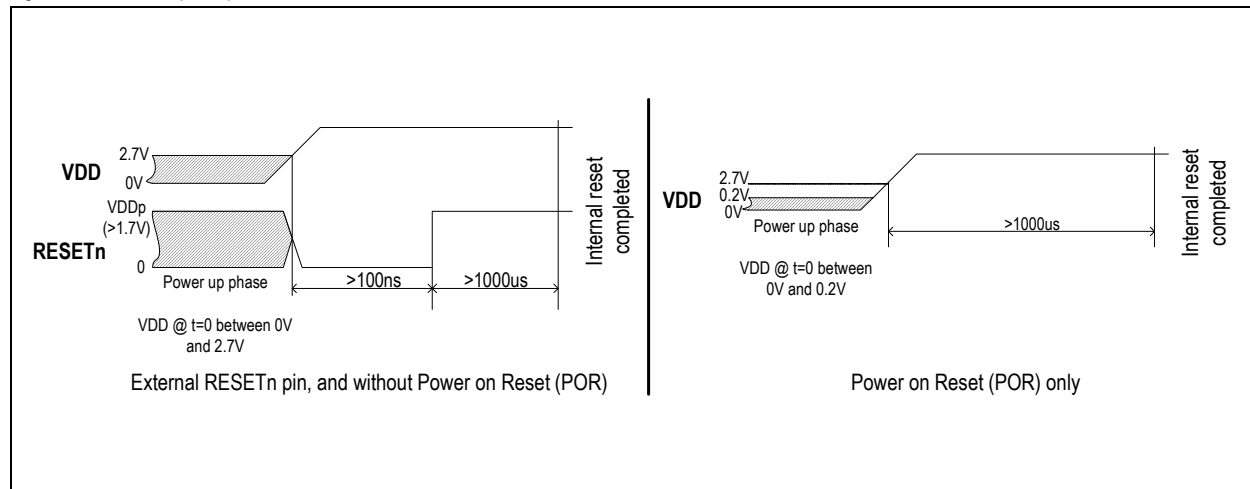 2.7V
VDD
0V
VDDp
(>1.7V)
RESETn
0
Power up phase
>100ns
>1000us
Internal reset
completed
VDD @ t=0 between 0V
and 2.7V
External RESETn pin, and without Power on Reset (POR)
2.7V
VDD
0.2V
0V
Power up phase
>1000us
Internal reset
completed
VDD @ t=0 between
0V and 0.2V
Power on Reset (POR) only